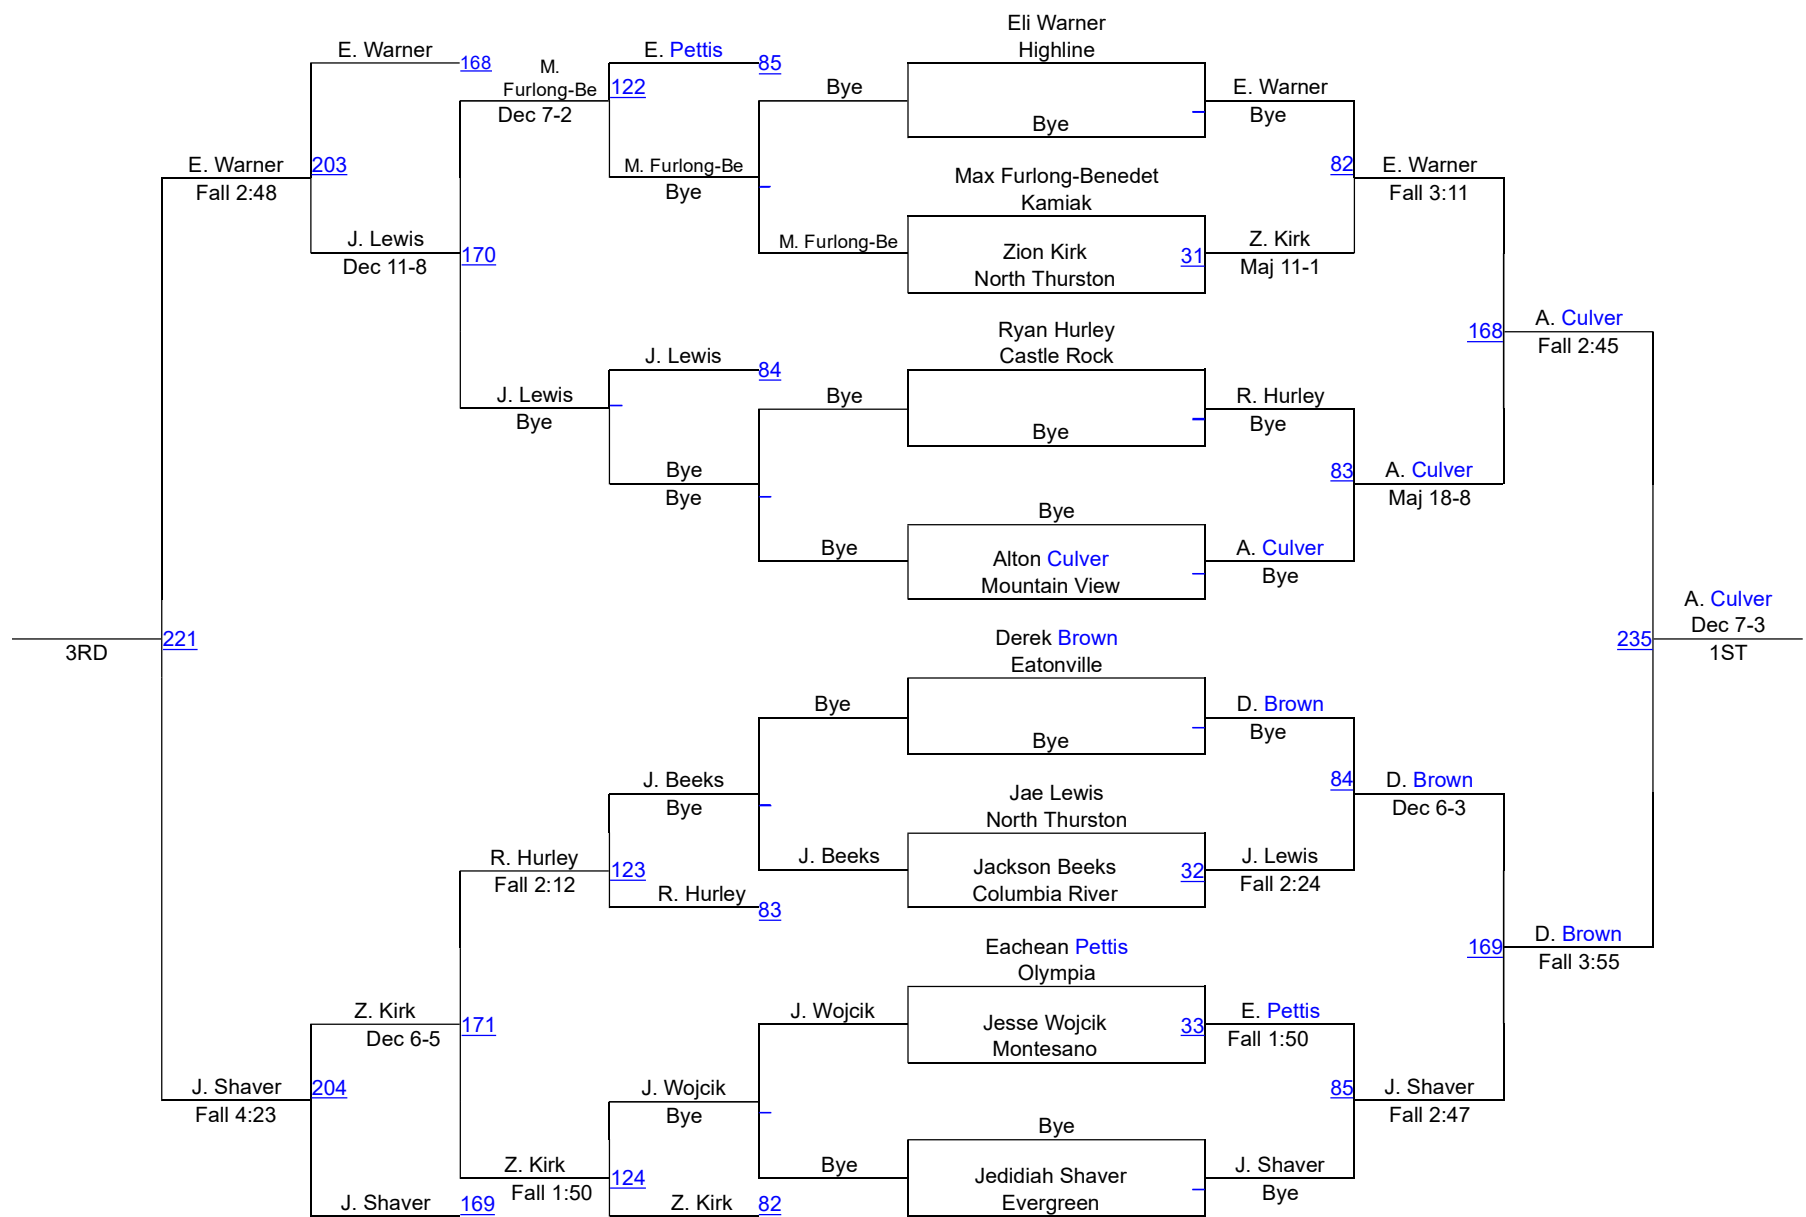 Eli Warner
Highline
E. Warner
168
M.
Furlong-Be
Dec 7-2
E. Pettis
85
122
Bye
Bye
E. Warner
Bye
E. Warner
Fall 2:48
203
M. Furlong-Be
Bye
Max Furlong-Benedet
Kamiak
82
E. Warner
Fall 3:11
J. Lewis
Dec 11-8
170
M. Furlong-Be
Zion Kirk
North Thurston
31
Z. Kirk
Maj 11-1
Ryan Hurley
Castle Rock
168
A. Culver
Fall 2:45
J. Lewis
84
J. Lewis
Bye
Bye
Bye
R. Hurley
Bye
Bye
Bye
83
A. Culver
Maj 18-8
Bye
Bye
Alton Culver
Mountain View
A. Culver
Bye
3RD
221
Derek Brown
Eatonville
235
A. Culver
Dec 7-3
1ST
Bye
Bye
D. Brown
Bye
J. Beeks
Bye
Jae Lewis
North Thurston
84
D. Brown
Dec 6-3
R. Hurley
Fall 2:12
123
R. Hurley
83
J. Beeks
Jackson Beeks
Columbia River
32
J. Lewis
Fall 2:24
Eachean Pettis
Olympia
169
D. Brown
Fall 3:55
Z. Kirk
Dec 6-5
171
J. Wojcik
Jesse Wojcik
Montesano
33
E. Pettis
Fall 1:50
J. Shaver
Fall 4:23
204
J. Wojcik
Bye
Bye
85
J. Shaver
Fall 2:47
Z. Kirk
Fall 1:50
124
Bye
Jedidiah Shaver
Evergreen
J. Shaver
Bye
J. Shaver
169
Z. Kirk
82